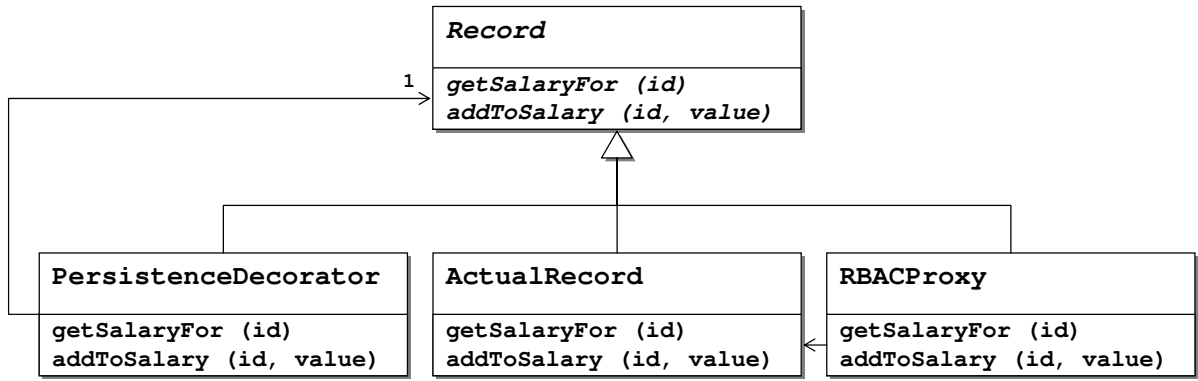 Record
getSalaryFor (id)
addToSalary (id, value)
1
PersistenceDecorator
getSalaryFor (id)
addToSalary (id, value)
ActualRecord
getSalaryFor (id)
addToSalary (id, value)
RBACProxy
getSalaryFor (id)
addToSalary (id, value)